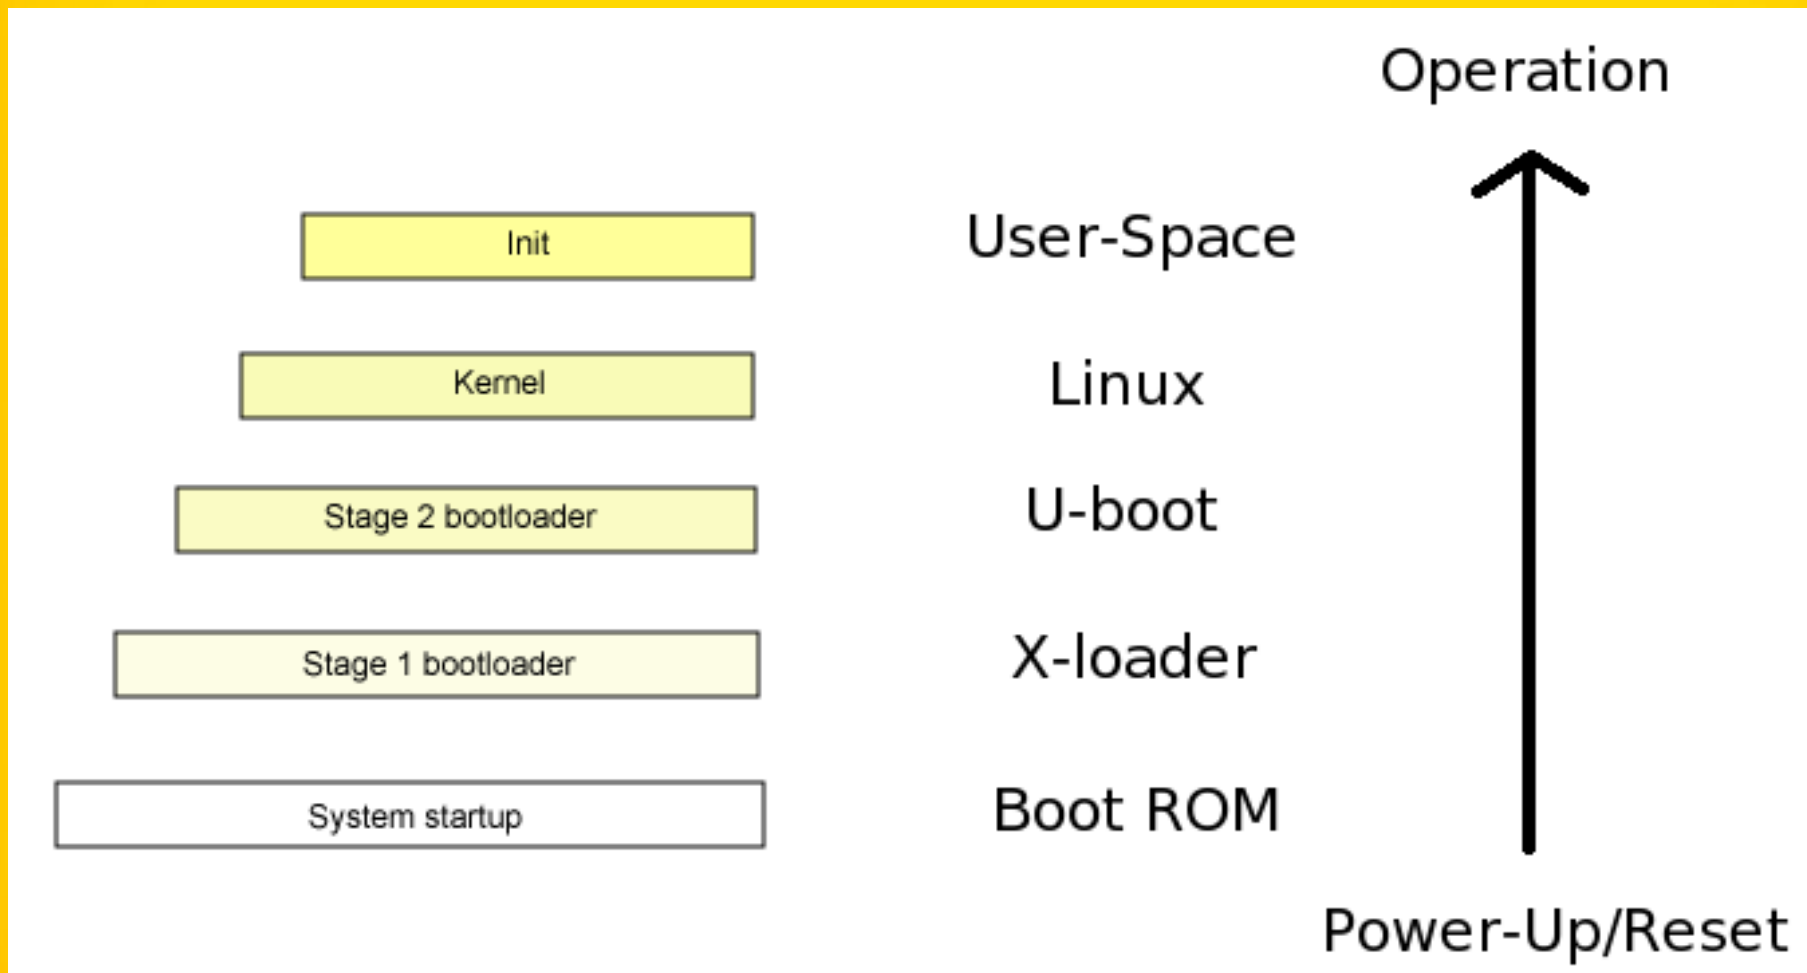 Operation
Init
User-Space
Kernel
Linux
Stage 2 bootloader
U-boot
Stage 1 bootloader
X-loader
System startup
Boot ROM
Power-Up/Reset